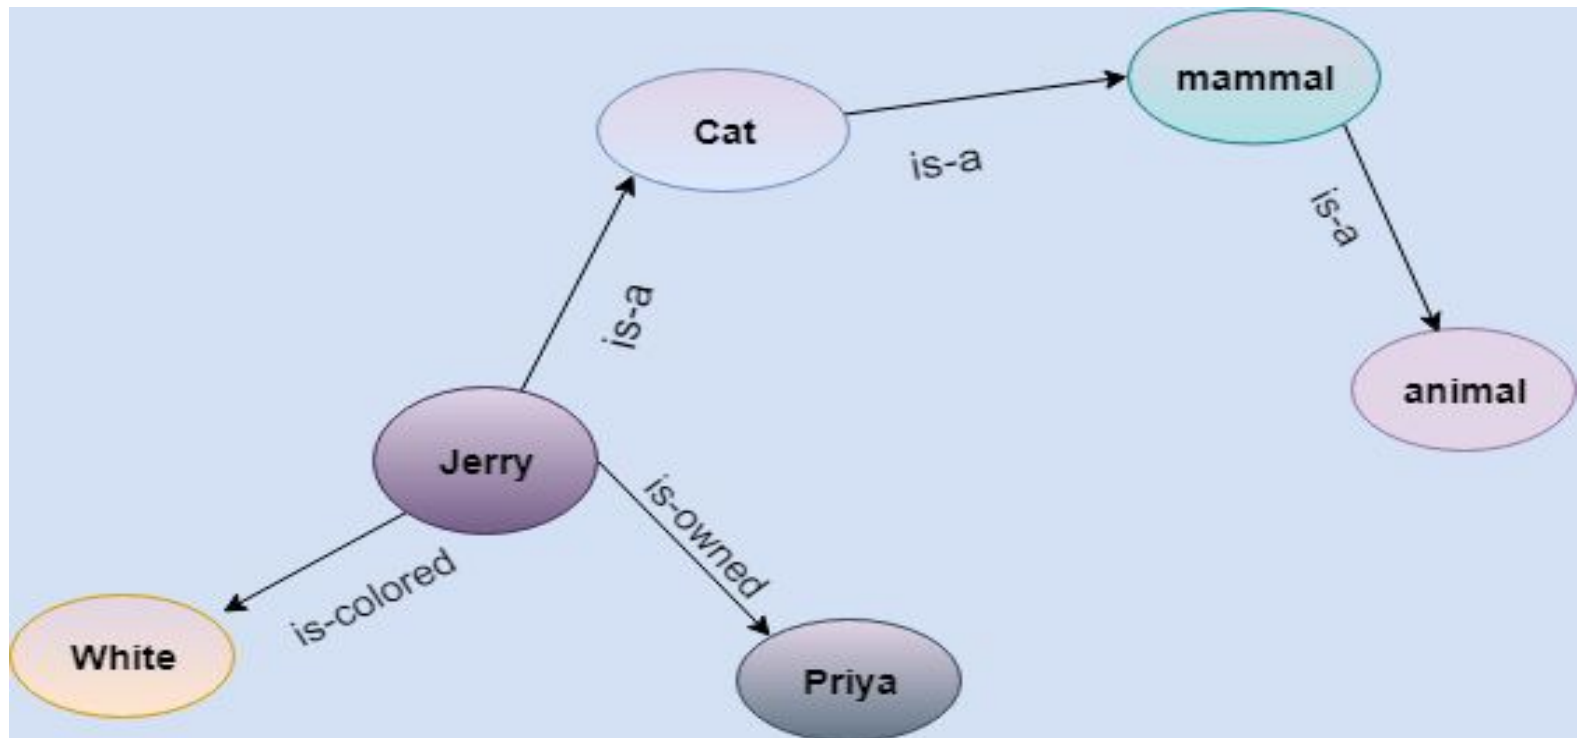 mammal
Cat
is-a
is-a
is-a
animal
Jerry
is-owned
is-colored
White
Priya